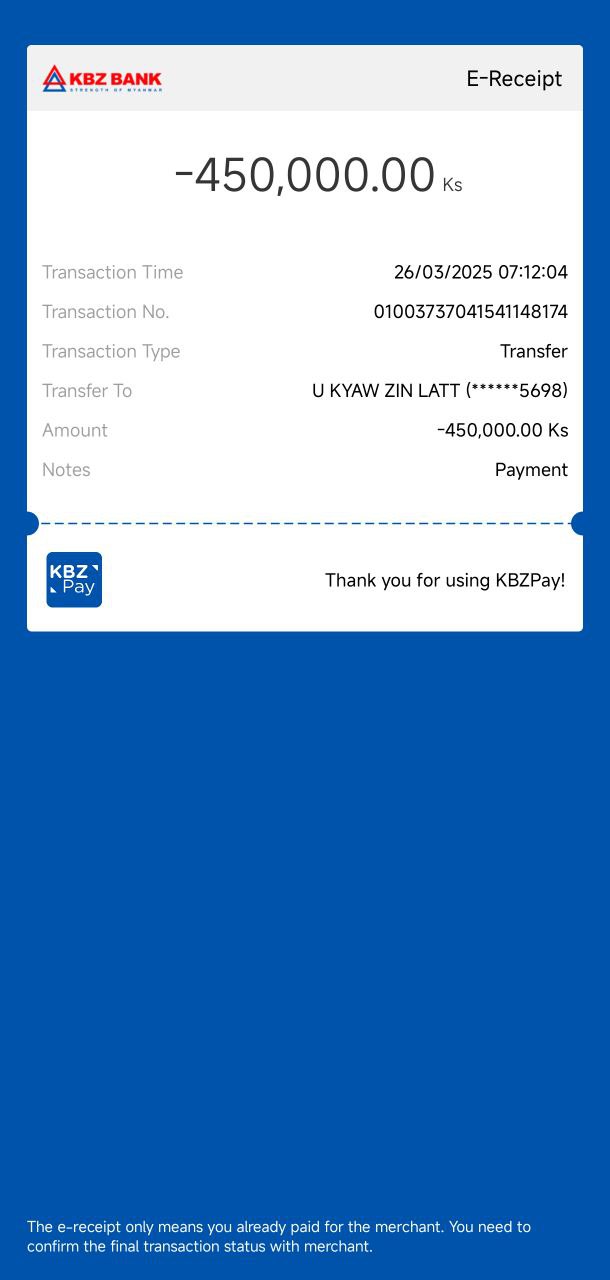 KBZ BANK
STRENGTH OF MYANMAR
E-Receipt
-450,000.00 Ks
Transaction Time 26/03/2025 07:12:04
Transaction No. 01003737041541148174
Transaction Type Transfer
Transfer To U KYAW ZIN LATT (******5698)
Amount -450,000.00 Ks
Notes Payment
KBZ
Pay
Thank you for using KBZPay!
The e-receipt only means you already paid for the merchant. You need to
confirm the final transaction status with merchant.